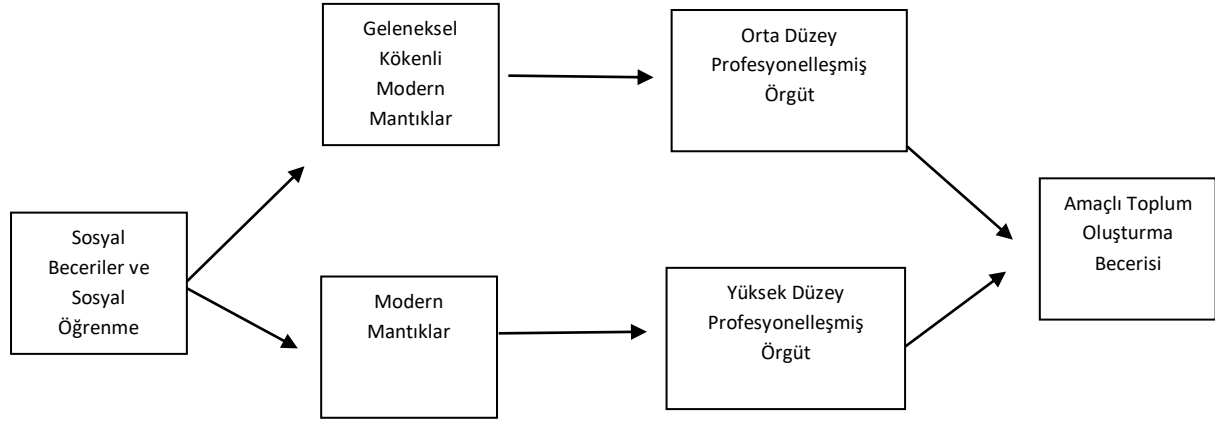 Geleneksel
Kökenli
Modern
Mantıklar
Orta Düzey
Profesyonelleşmiş
Örgüt
Sosyal
Beceriler ve
Sosyal
Öğrenme
Amaçlı Toplum
Oluşturma
Becerisi
Modern
Mantıklar
Yüksek Düzey
Profesyonelleşmiş
Örgüt